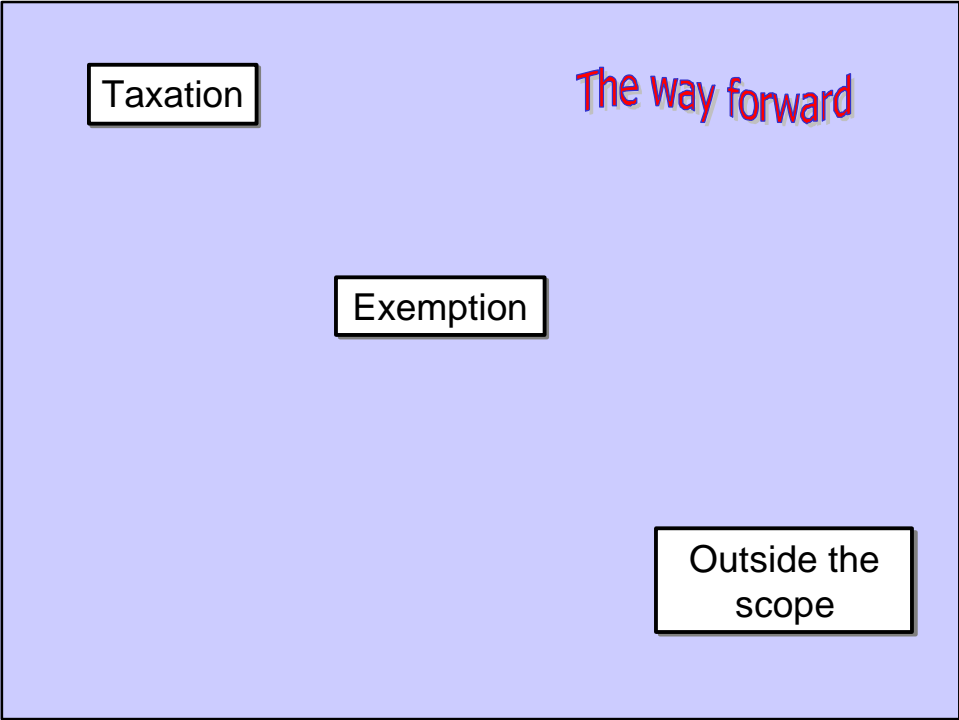 Taxation
The way forward
Exemption
Outside the
scope